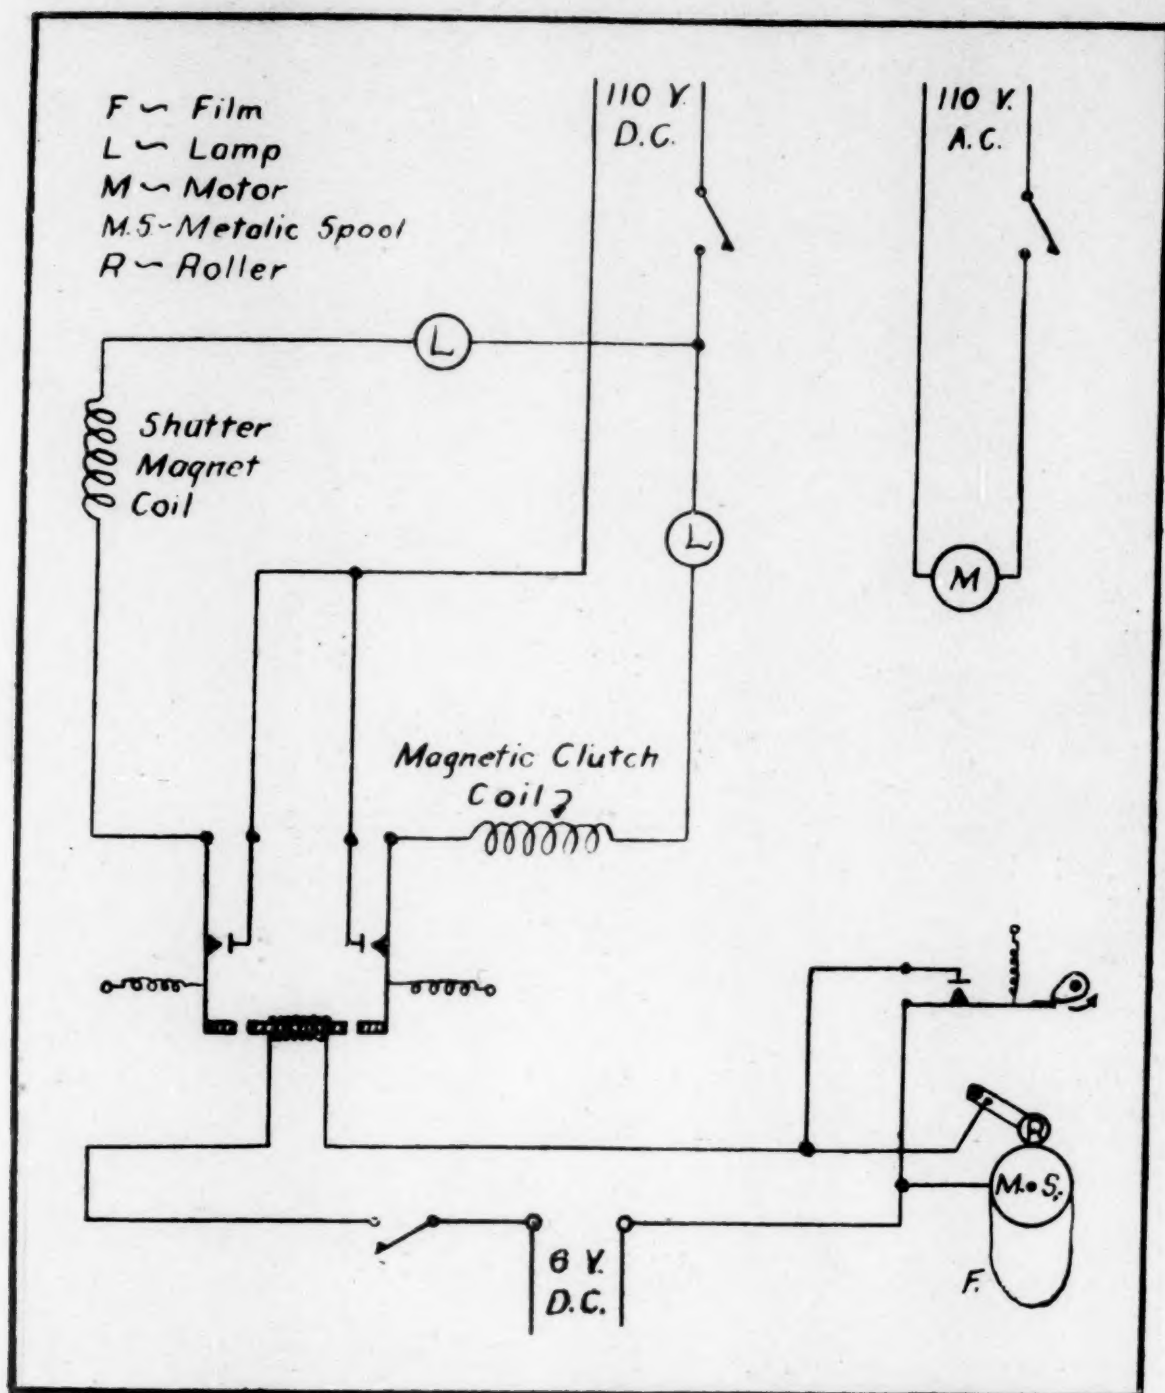 F ~ Film
L ~ Lamp
M ~ Motor
M.S.-Metalic Spool
R ~ Roller
110 V.
D.C.
110 V.
A.C.
L
Shutter
Magnet
Coil
L
M
Magnetic Clutch
Coil
R
M.S.
F.
6 V.
D.C.